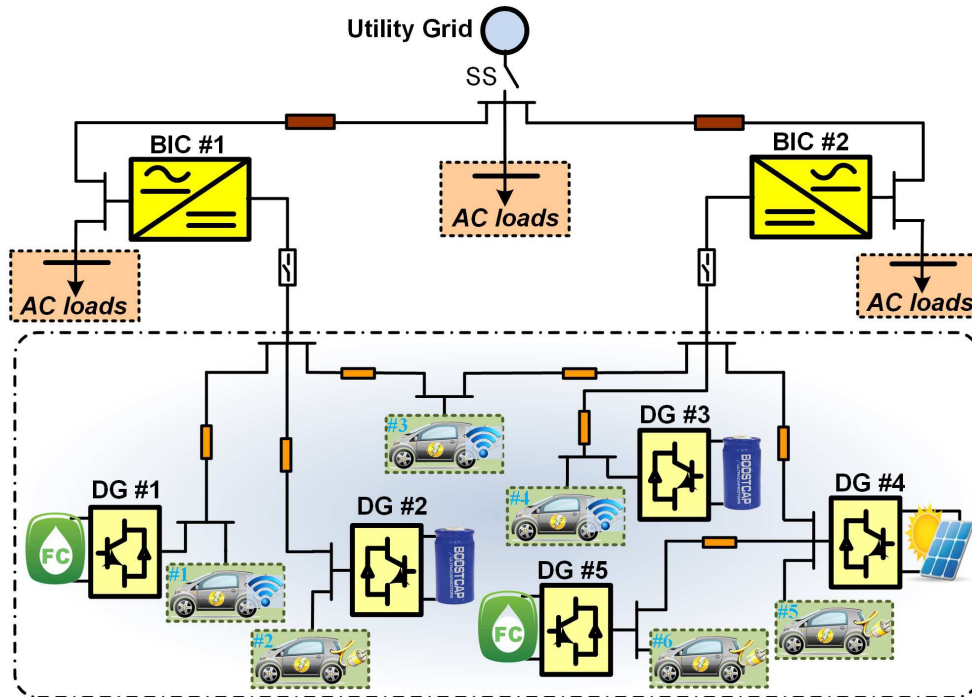 Utility Grid
SS
BIC #1
BIC #2
AC loads
AC loads
AC loads
#3
DG #3
BOOSTCAP
DG #1
DG #2
#4
DG #4
FC
BOOSTCAP
#1
DG #5
#5
#2
FC
#6